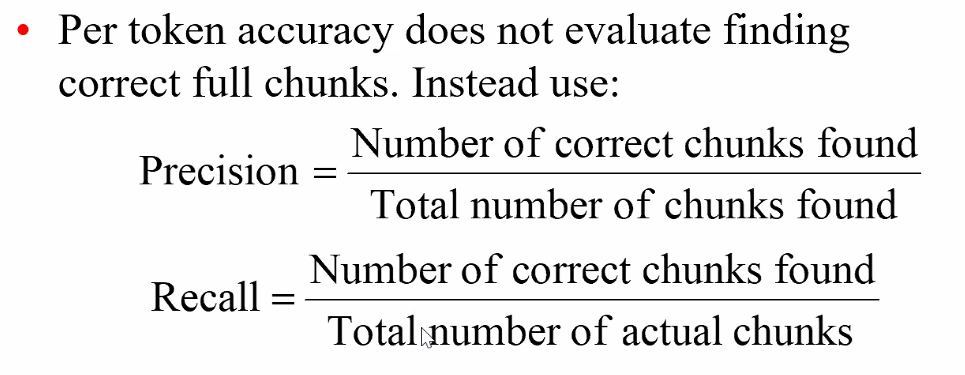 • Per token accuracy does not evaluate finding
correct full chunks. Instead use:
Precision = Number of correct chunks found
Total number of chunks found
Recall = Number of correct chunks found
Total number of actual chunks